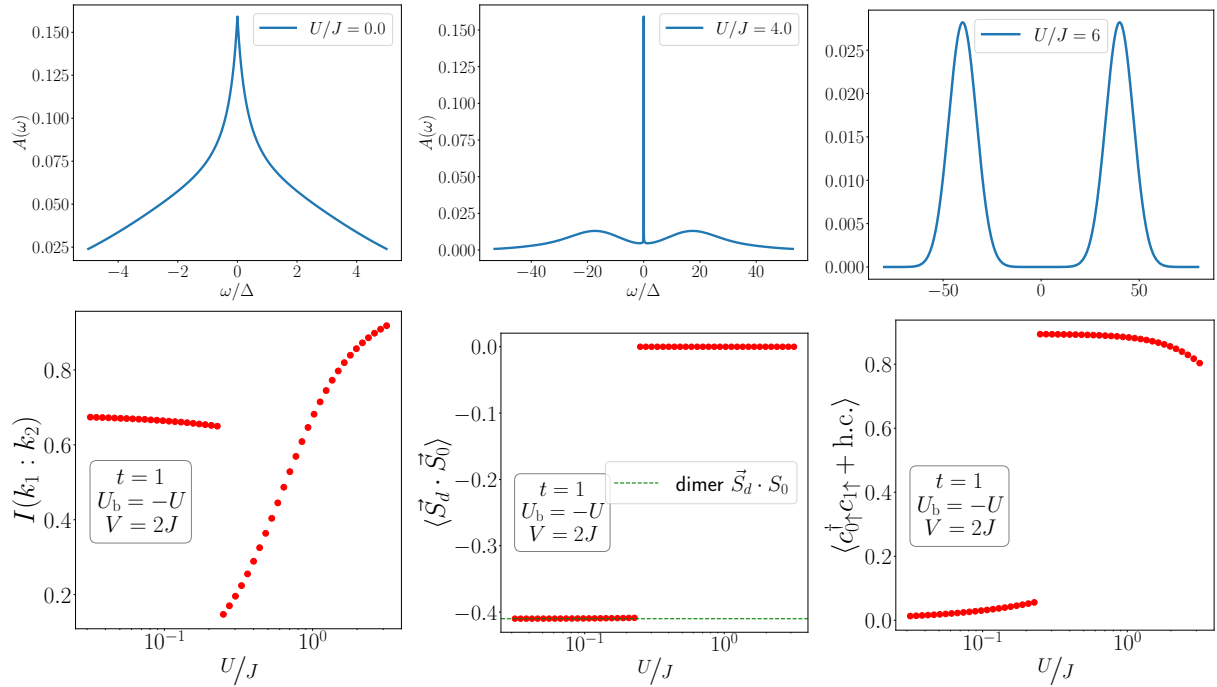 U/J = 0.0
A(ω)
0.150
0.125
0.100
0.075
0.050
0.025
−4 −2 0 2 4
ω/Δ
U/J = 4.0
A(ω)
0.150
0.125
0.100
0.075
0.050
0.025
0.000
−40 −20 0 20 40
ω/Δ
U/J = 6
0.025
0.020
0.015
0.010
0.005
0.000
−50 0 50
I(k₁ : k₂)
0.8
0.6
0.4
0.2
t = 1
U_b = −U
V = 2J
10⁻¹ 10⁰
U/J
⟨S⃗_d · S⃗₀⟩
0.0
−0.1
−0.2
−0.3
−0.4
t = 1
U_b = −U
V = 2J
dimer S⃗_d · S₀
10⁻¹ 10⁰
U/J
⟨c†₀↑ c₁↑ + h.c.⟩
0.8
0.6
0.4
0.2
0.0
t = 1
U_b = −U
V = 2J
10⁻¹ 10⁰
U/J